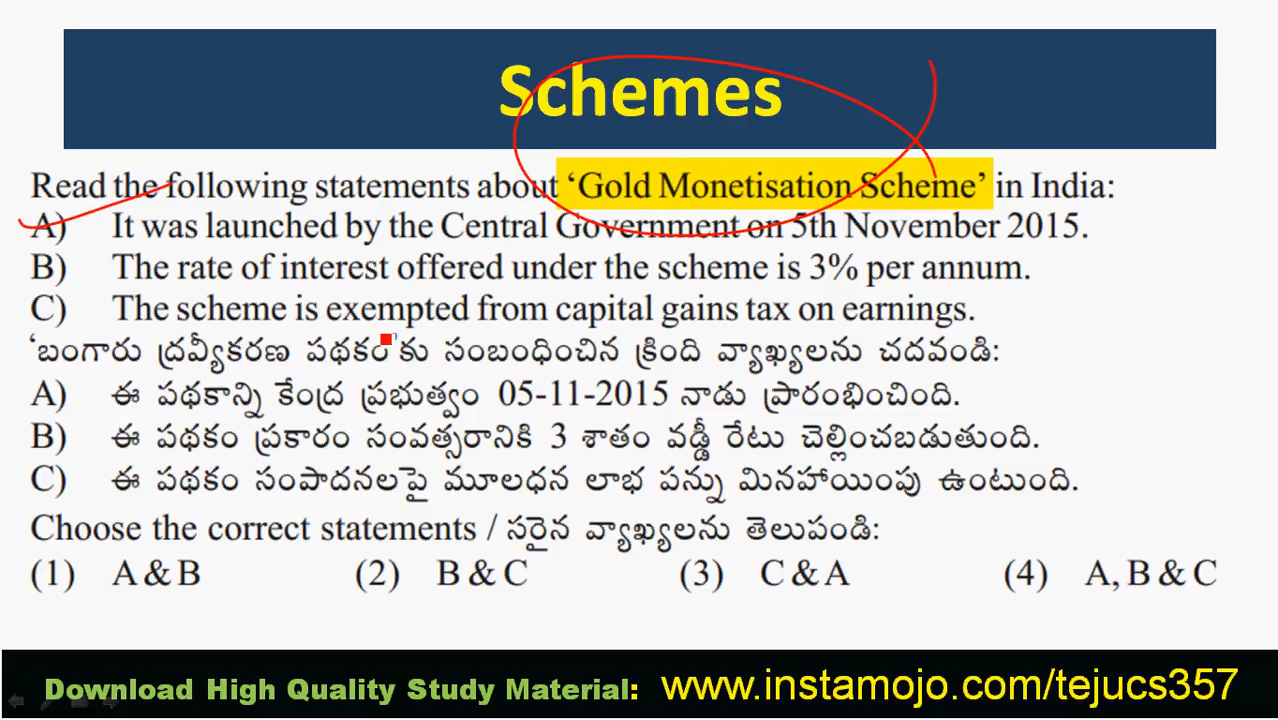 Schemes
Read the following statements about ‘Gold Monetisation Scheme’ in India:
A) It was launched by the Central Government on 5th November 2015.
B) The rate of interest offered under the scheme is 3% per annum.
C) The scheme is exempted from capital gains tax on earnings.
‘బంగారు ద్రవ్యీకరణ పథకం’కు సంబంధించిన క్రింది వ్యాఖ్యలను చదవండి:
A) ఈ పథకాన్ని కేంద్ర ప్రభుత్వం 05-11-2015 నాడు ప్రారంభించింది.
B) ఈ పథకం ప్రకారం సంవత్సరానికి 3 శాతం వడ్డీ రేటు చెల్లించబడుతుంది.
C) ఈ పథకం సంపాదనలపై మూలధన లాభ పన్ను మినహాయింపు ఉంటుంది.
Choose the correct statements / సరైన వ్యాఖ్యలను తెలుపండి:
(1) A & B (2) B & C (3) C & A (4) A, B & C
Download High Quality Study Material: www.instamojo.com/tejucs357